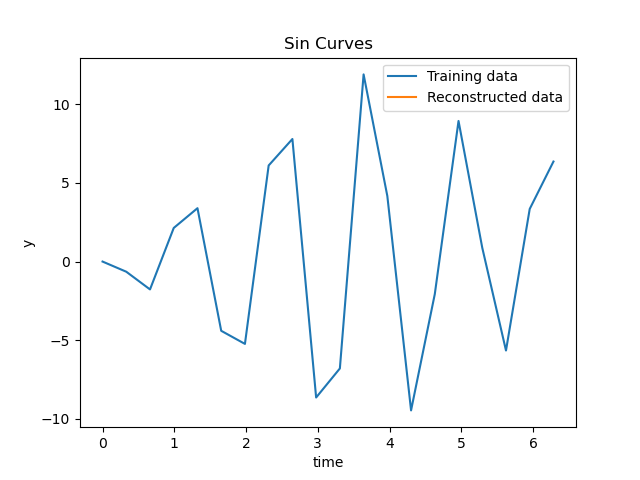 Sin Curves
Training data
Reconstructed data
10
5
0
−5
−10
y
0 1 2 3 4 5 6
time